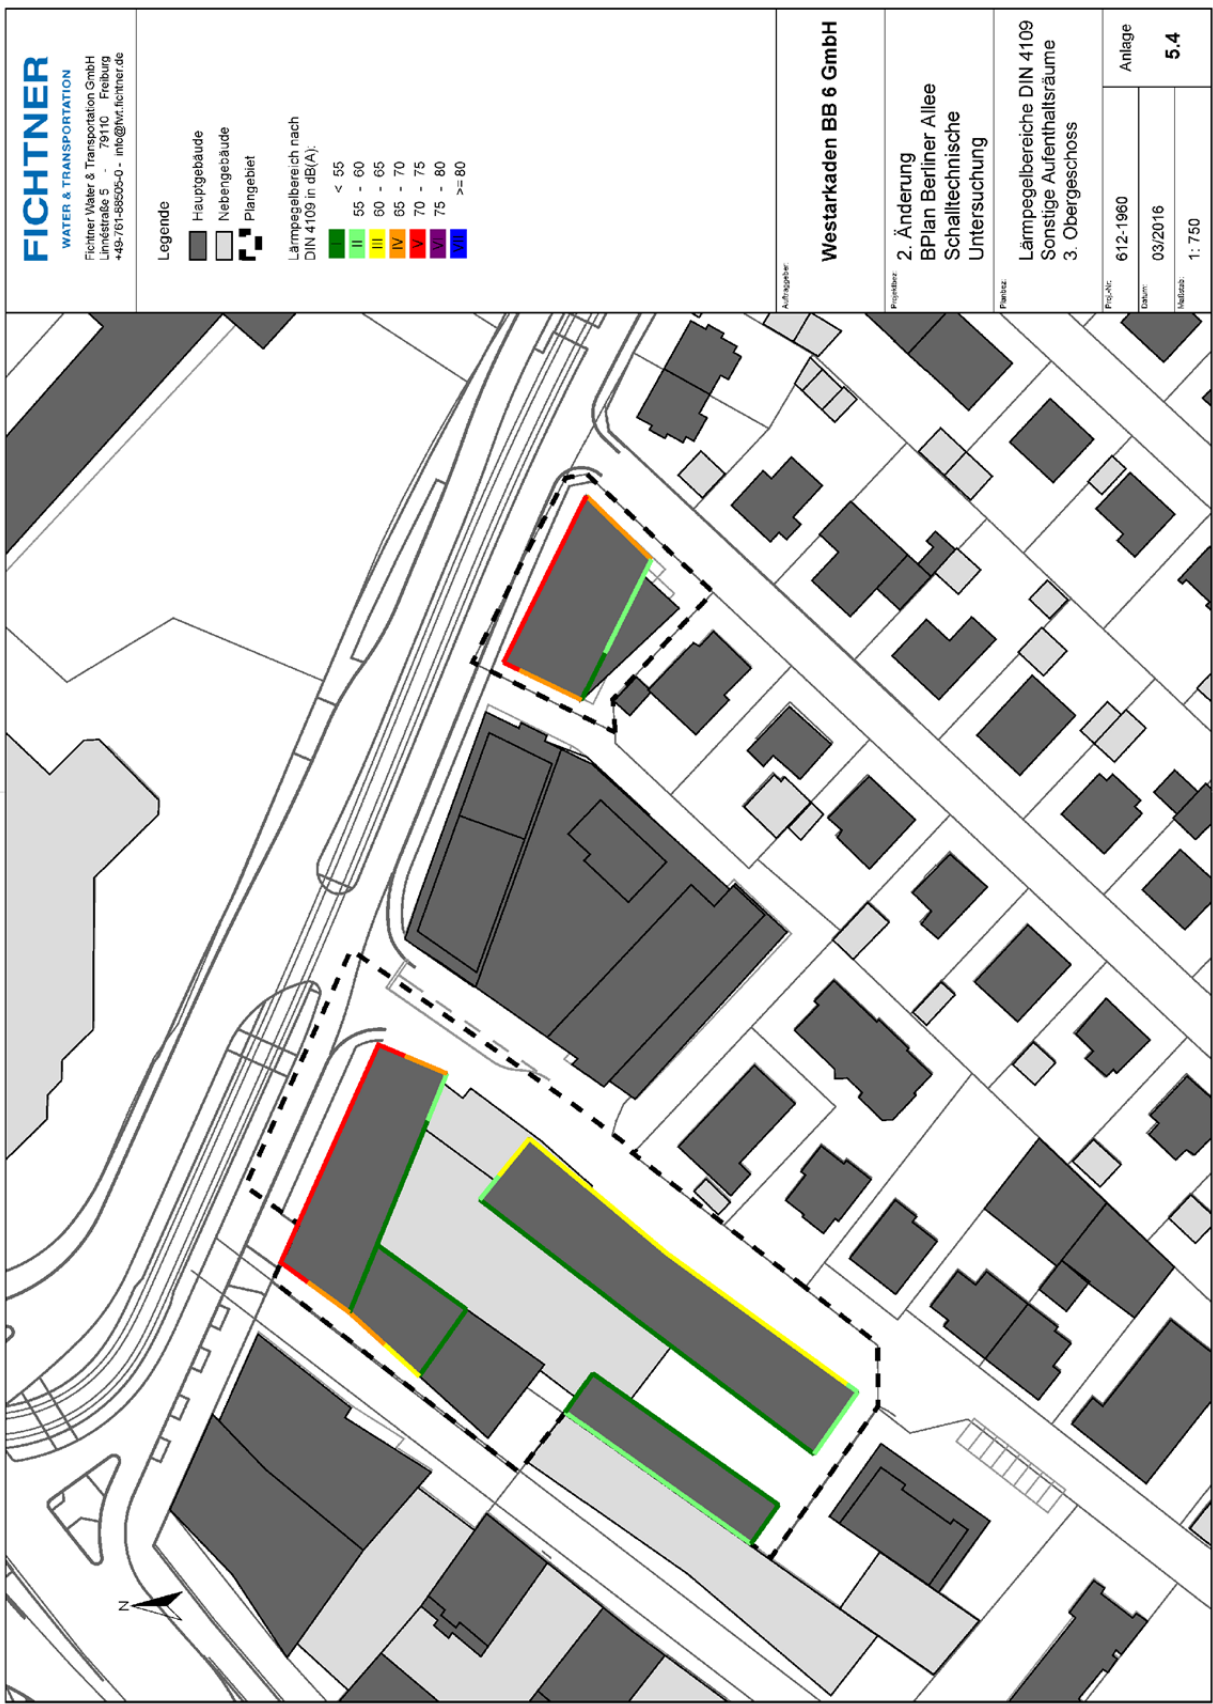 FICHTNER
WATER & TRANSPORTATION
Fichtner Water & Transportation GmbH
Linnéstraße 5 - 79110 Freiburg
+49-761-88505-0 - info@fwt.fichtner.de
Legende
Hauptgebäude
Nebengebäude
Plangebiet
Lärmpegelbereich nach
DIN 4109 in dB(A):
I < 55
II 55 - 60
III 60 - 65
IV 65 - 70
V 70 - 75
VI 75 - 80
VII >= 80
Auftraggeber:
Westarkaden BB 6 GmbH
Projektbez:
2. Änderung
BPlan Berliner Allee
Schalltechnische
Untersuchung
Planbez:
Lärmpegelbereiche DIN 4109
Sonstige Aufenthaltsräume
3. Obergeschoss
Proj.-Nr:
612-1960
Datum:
03/2016
Maßstab:
1: 750
Anlage
5.4
N